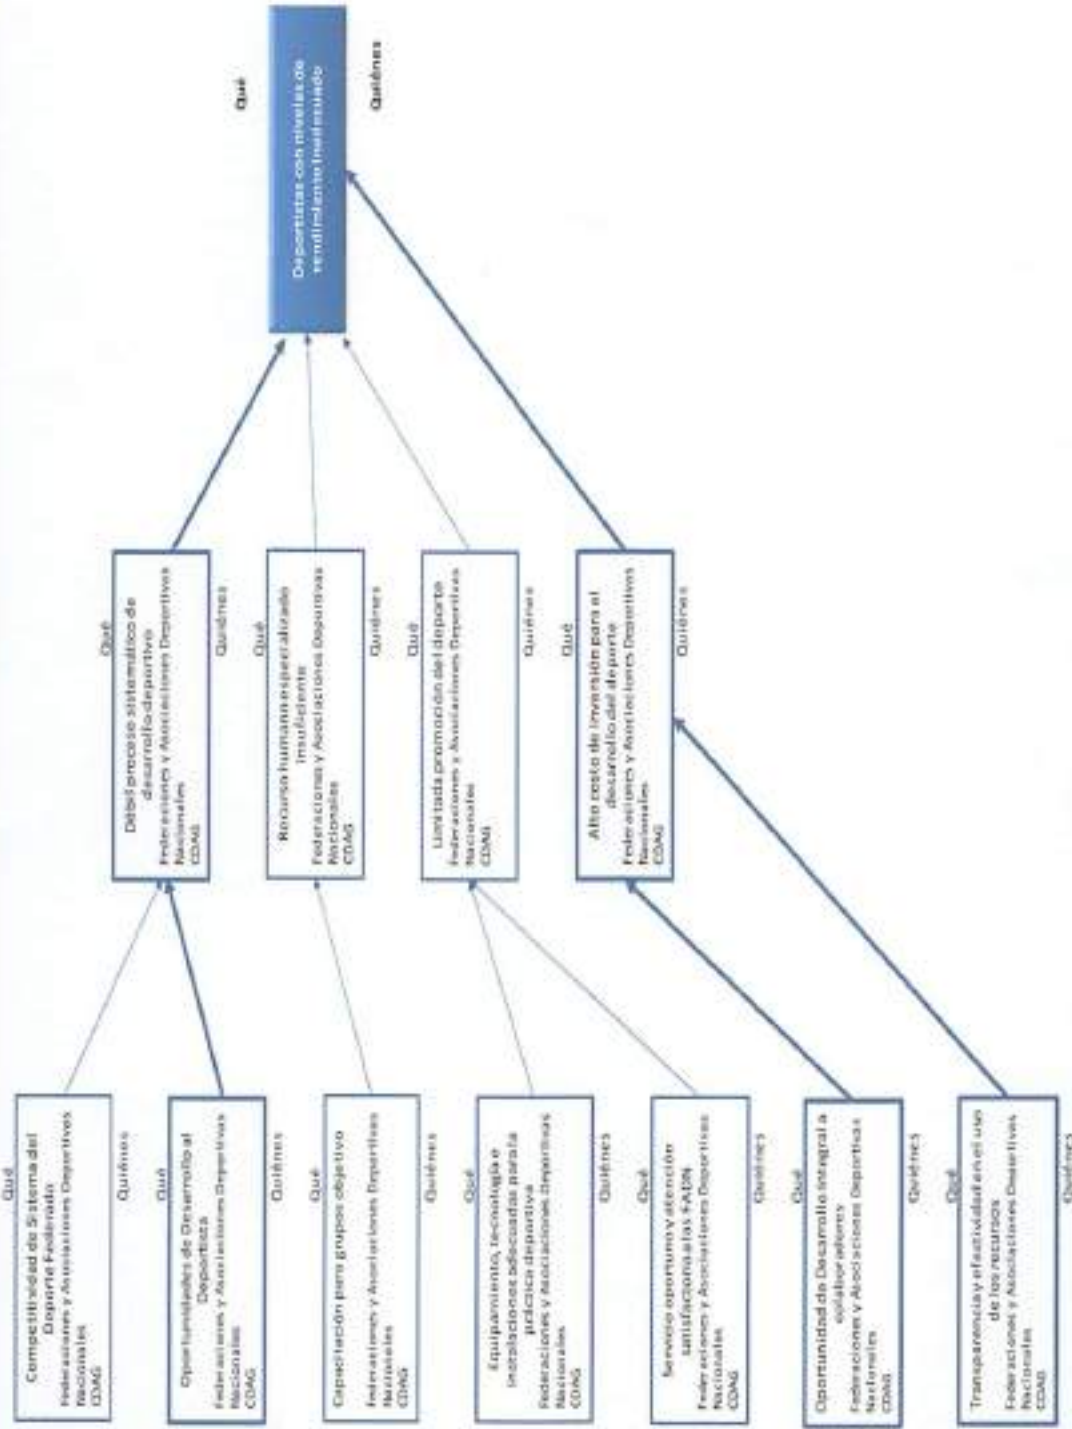 Qué
Deportistas con niveles de
rendimiento Inadecuado
Quiénes
Qué
Débil proceso sistemático de
desarrollo deportivo
Federaciones y Asociaciones Deportivas
Nacionales
CDAG
Quiénes
Qué
Recurso humano especializado
insuficiente
Federaciones y Asociaciones Deportivas
Nacionales
CDAG
Quiénes
Qué
Limitada promoción del deporte
Federaciones y Asociaciones Deportivas
Nacionales
CDAG
Quiénes
Qué
Alto costo de inversión para el
desarrollo del deporte
Federaciones y Asociaciones Deportivas
Nacionales
CDAG
Quiénes
Qué
Competitividad de Sistema del
Deporte Federado
Federaciones y Asociaciones Deportivas
Nacionales
CDAG
Quiénes
Qué
Oportunidades de Desarrollo al
Deportista
Federaciones y Asociaciones Deportivas
Nacionales
CDAG
Quiénes
Qué
Capacitación para grupos objetivo
Federaciones y Asociaciones Deportivas
Nacionales
CDAG
Quiénes
Qué
Equipamiento, tecnología e
instalaciones adecuadas para la
práctica deportiva
Federaciones y Asociaciones Deportivas
Nacionales
CDAG
Quiénes
Qué
Servicio oportuno y atención
satisfactoria a las FADN
Federaciones y Asociaciones Deportivas
Nacionales
CDAG
Quiénes
Qué
Oportunidad de Desarrollo Integral a
colaboradores
Federaciones y Asociaciones Deportivas
Nacionales
CDAG
Quiénes
Qué
Transparencia y efectividad en el uso
de los recursos
Federaciones y Asociaciones Deportivas
Nacionales
CDAG
Quiénes